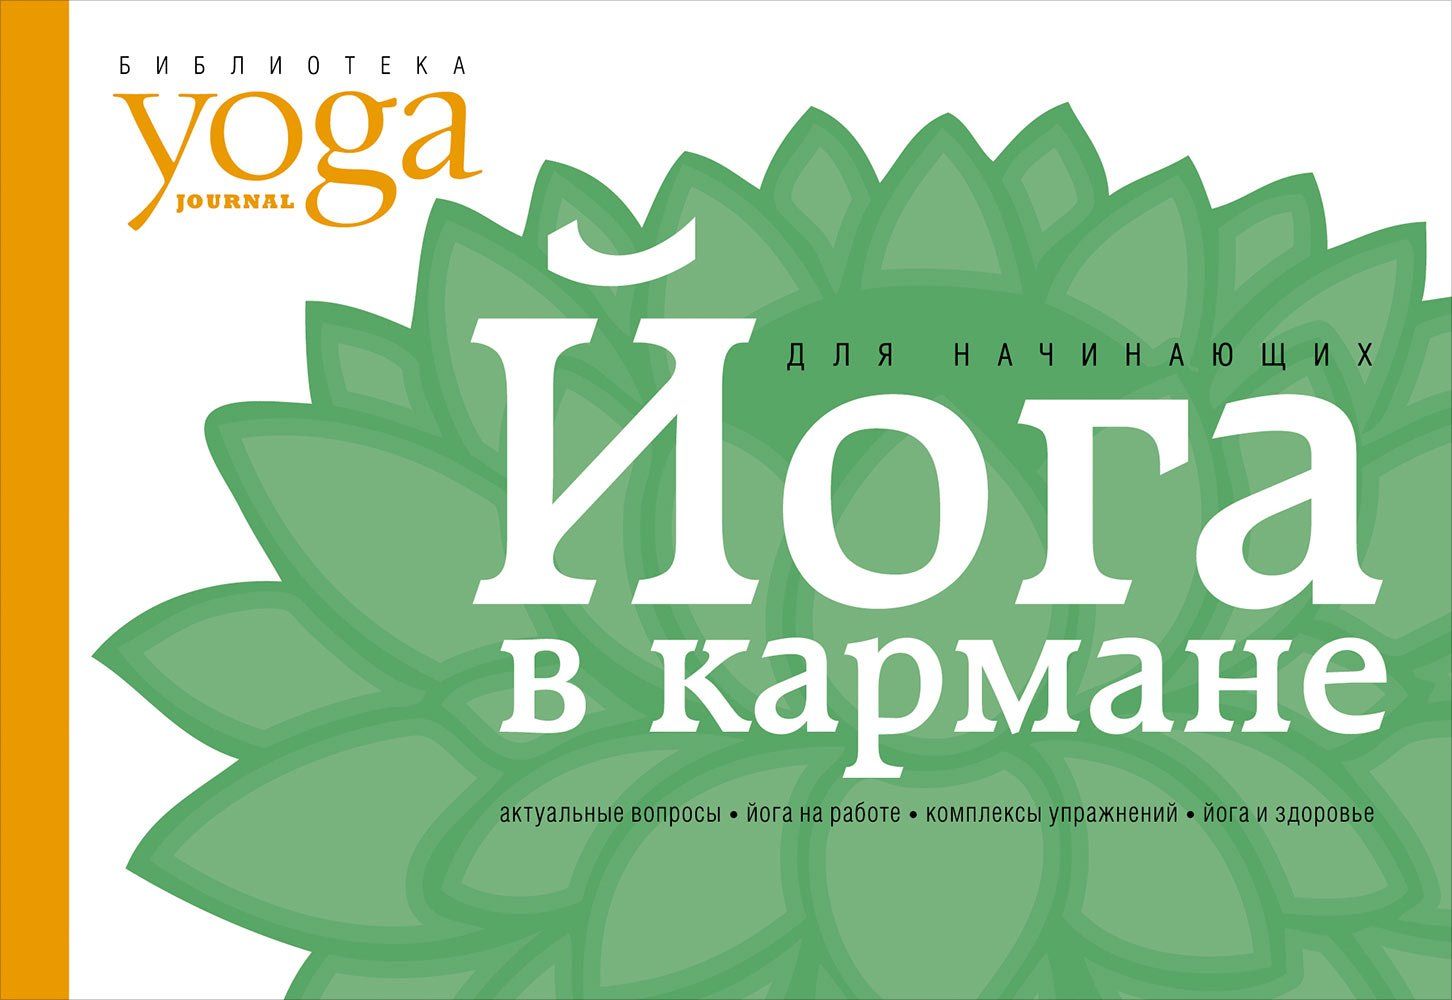 БИБЛИОТЕКА
yoga
JOURNAL
ДЛЯ НАЧИНАЮЩИХ
Йога
в кармане
актуальные вопросы • йога на работе • комплексы упражнений • йога и здоровье